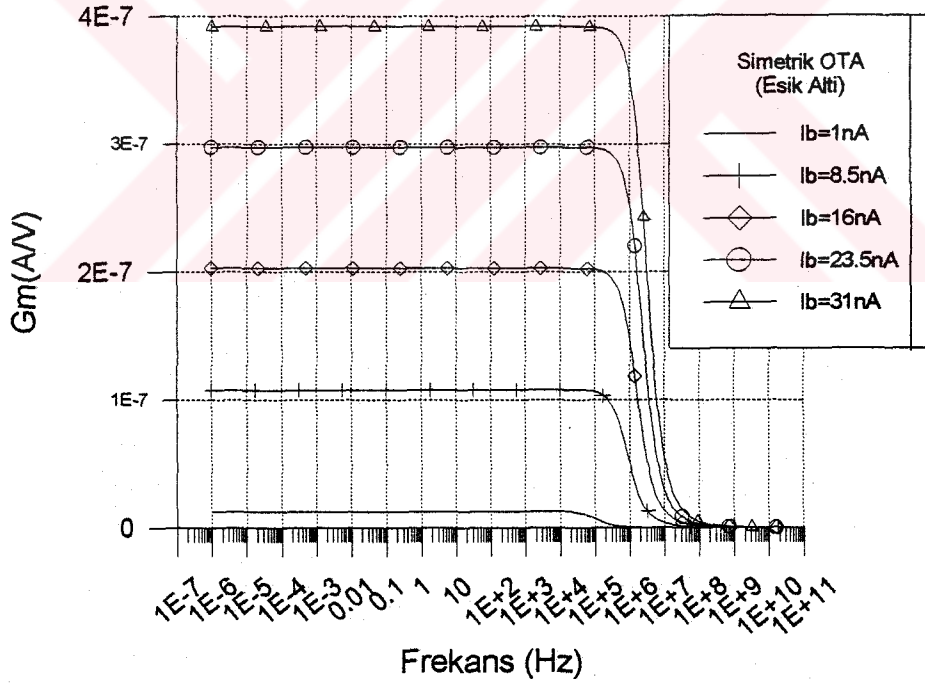 4E-7
3E-7
2E-7
1E-7
0
Gm(A/V)
Simetrik OTA
(Esik Alti)
Ib=1nA
Ib=8.5nA
Ib=16nA
Ib=23.5nA
Ib=31nA
1E-7
1E-6
1E-5
1E-4
1E-3
0.01
0.1
1
10
1E+2
1E+3
1E+4
1E+5
1E+6
1E+7
1E+8
1E+9
1E+10
1E+11
Frekans (Hz)